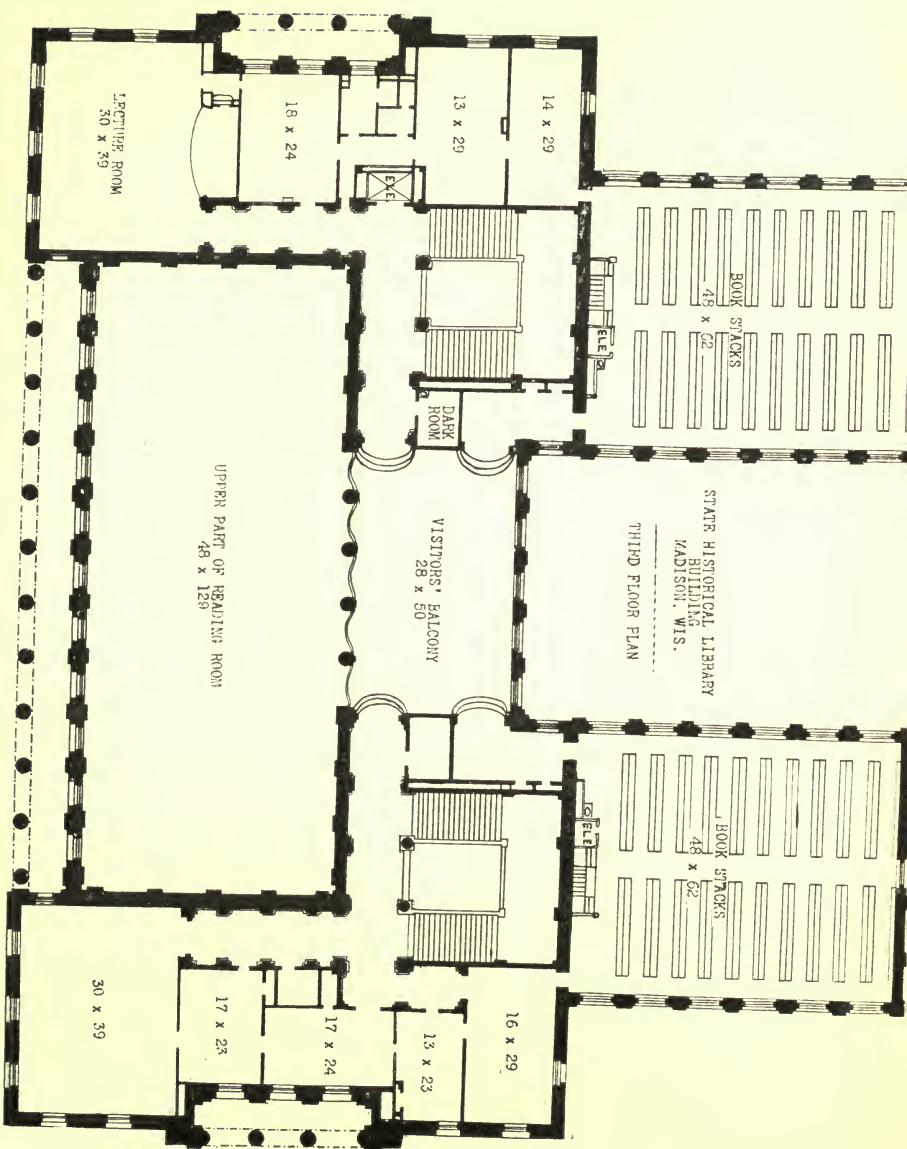 STATE HISTORICAL LIBRARY
BUILDING
MADISON, WIS.
THIRD FLOOR PLAN
BOOK STACKS
48 x 62
ELE
BOOK STACKS
48 x 62
ELE
14 x 29
13 x 29
18 x 24
ELE
LECTURE ROOM
30 x 39
DARK
ROOM
VISITORS' BALCONY
28 x 50
UPPER PART OF READING ROOM
48 x 129
16 x 29
13 x 23
17 x 24
17 x 23
30 x 39